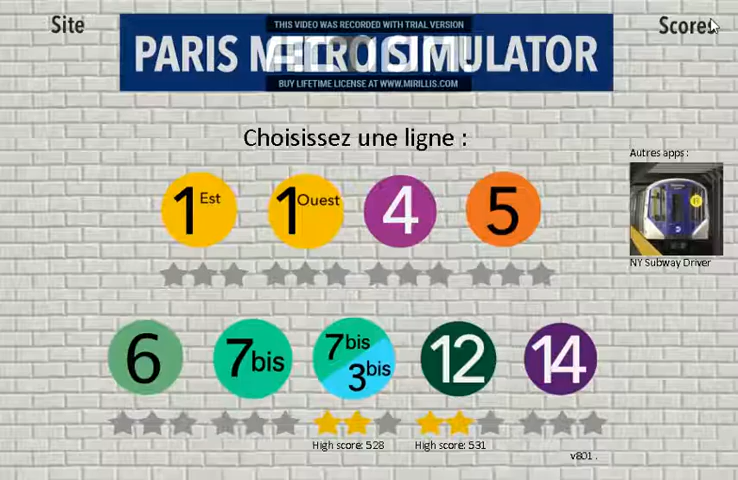 Site
Scores
THIS VIDEO WAS RECORDED WITH TRIAL VERSION
PARIS METRO SIMULATOR
BUY LIFETIME LICENSE AT WWW.MIRILLIS.COM
Choisissez une ligne :
Autres apps :
1 Est
1 Ouest
4
5
NY Subway Driver
6
7bis
7bis
3bis
12
14
High score: 528
High score: 531
v801 .